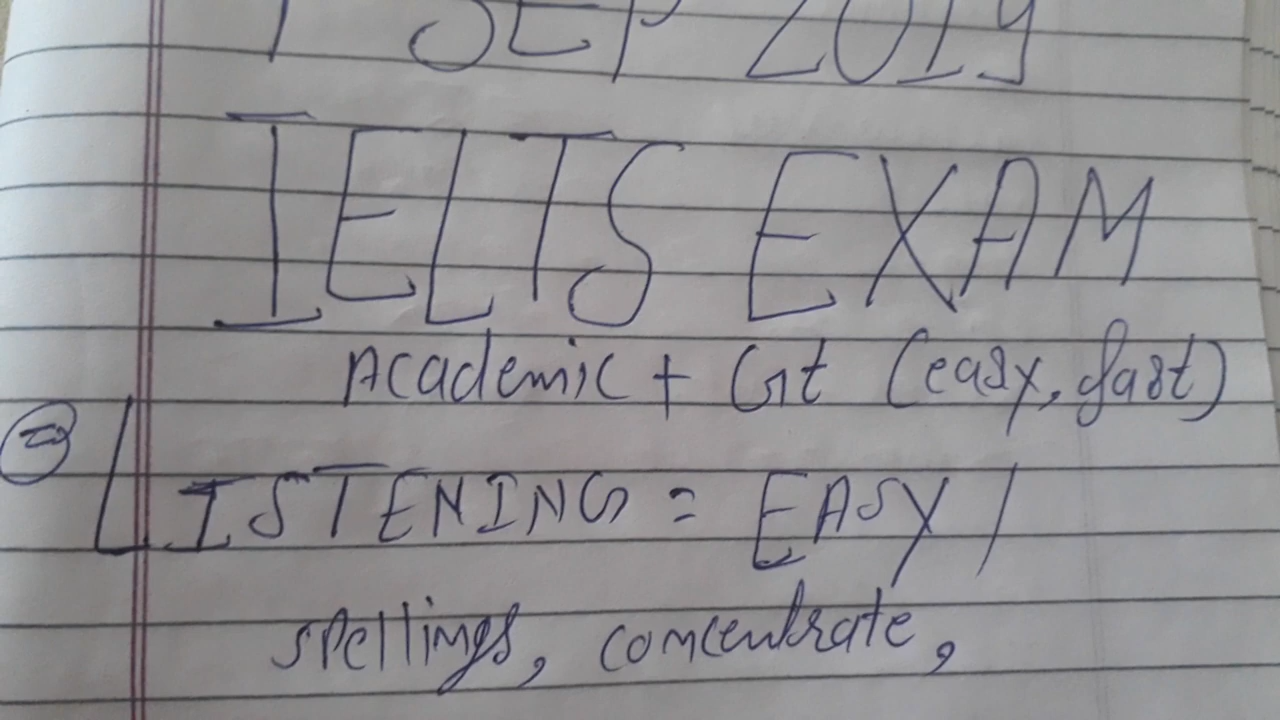 SEP 2019
IELTS EXAM
Academic + Gt (easy, fast)
LISTENING = EASY /
spellings, concentrate,